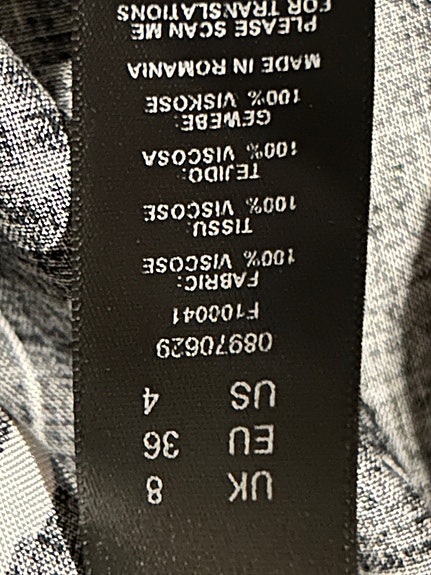 UK 8
EU 36
US 4
08970629
F100041
FABRIC:
100% VISCOSE
TISSU:
100% VISCOSE
TEJIDO:
100% VISCOSA
GEWEBE:
100% VISKOSE
MADE IN ROMANIA
PLEASE SCAN ME
FOR TRANSLATIONS